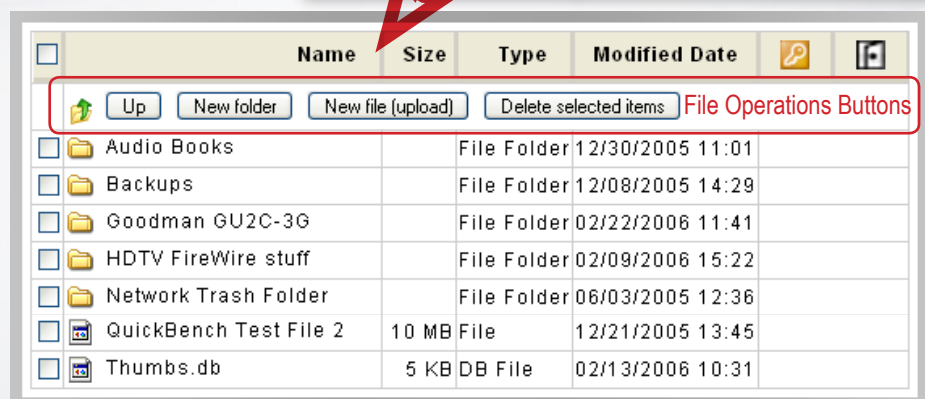 Name Size Type Modified Date
Up New folder New file (upload) Delete selected items File Operations Buttons
Audio Books File Folder 12/30/2005 11:01
Backups File Folder 12/08/2005 14:29
Goodman GU2C-3G File Folder 02/22/2006 11:41
HDTV FireWire stuff File Folder 02/09/2006 15:22
Network Trash Folder File Folder 06/03/2005 12:36
QuickBench Test File 2 10 MB File 12/21/2005 13:45
Thumbs.db 5 KB DB File 02/13/2006 10:31